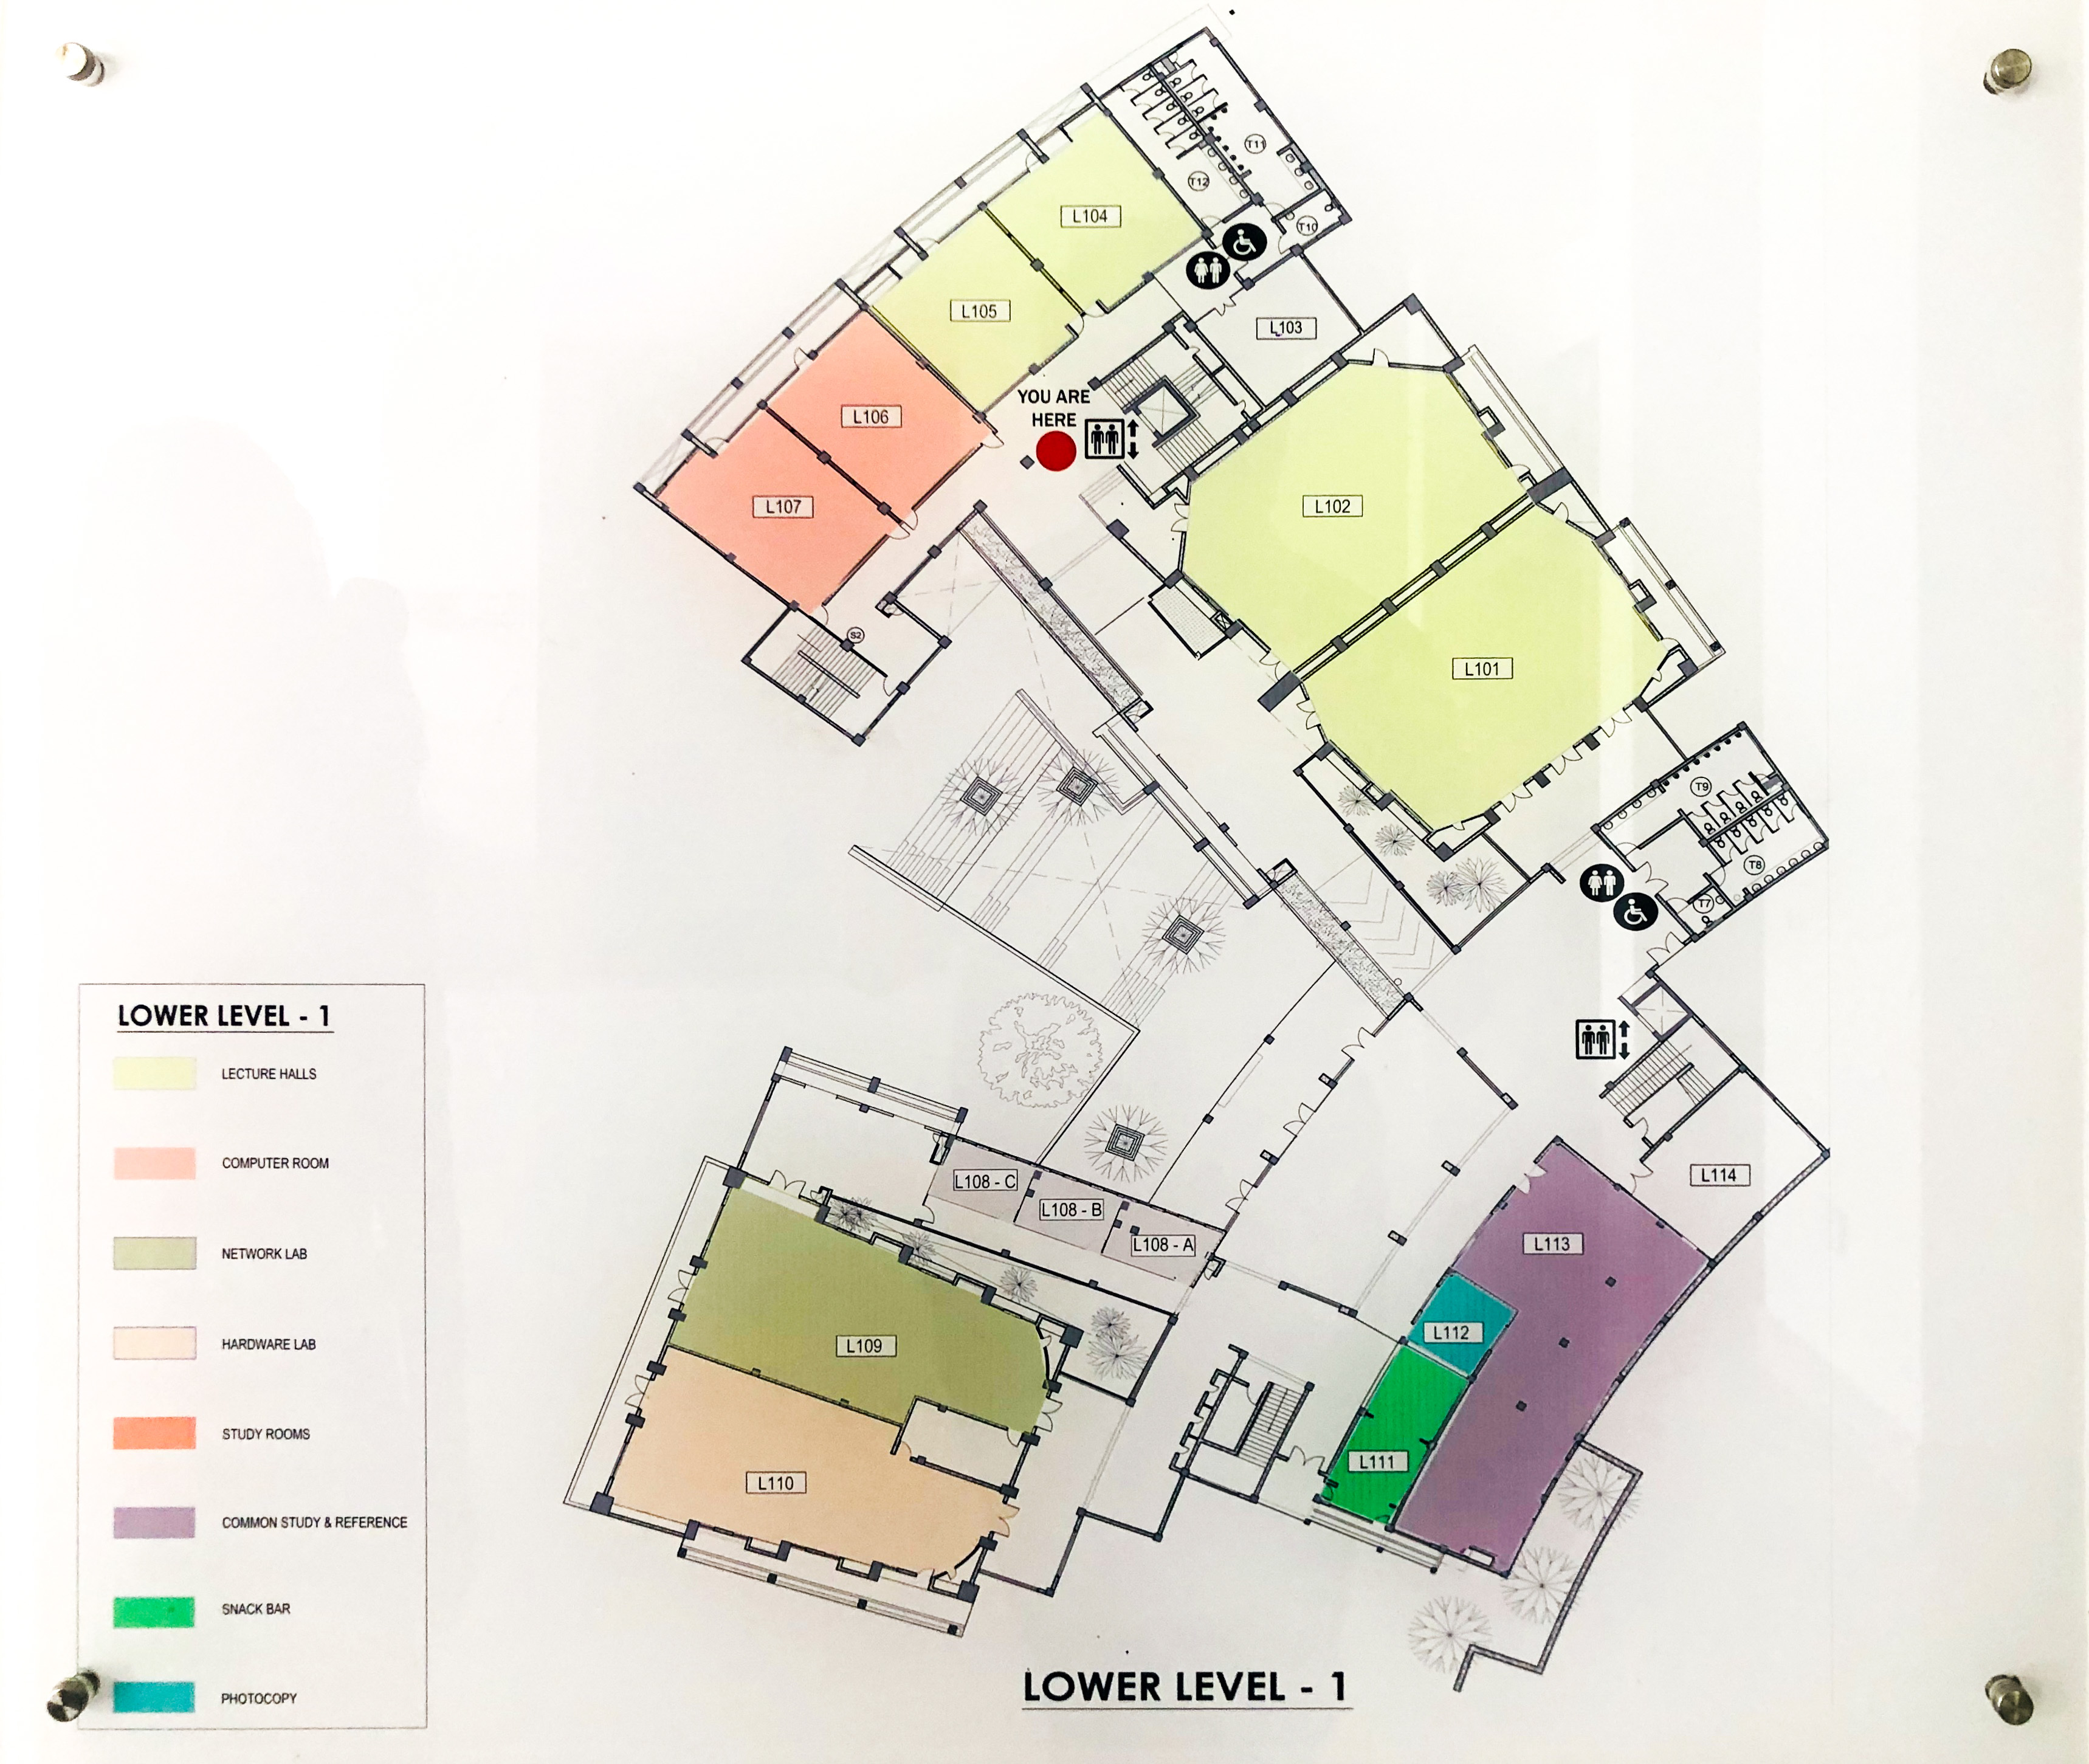 T11
T12
L104
T10
L105
L103
YOU ARE
HERE
L106
L107
L102
S2
L101
T9
T8
T7
LOWER LEVEL - 1
LECTURE HALLS
COMPUTER ROOM
NETWORK LAB
HARDWARE LAB
STUDY ROOMS
COMMON STUDY & REFERENCE
SNACK BAR
PHOTOCOPY
L108 - C
L108 - B
L108 - A
L114
L113
L112
L109
L111
L110
LOWER LEVEL - 1